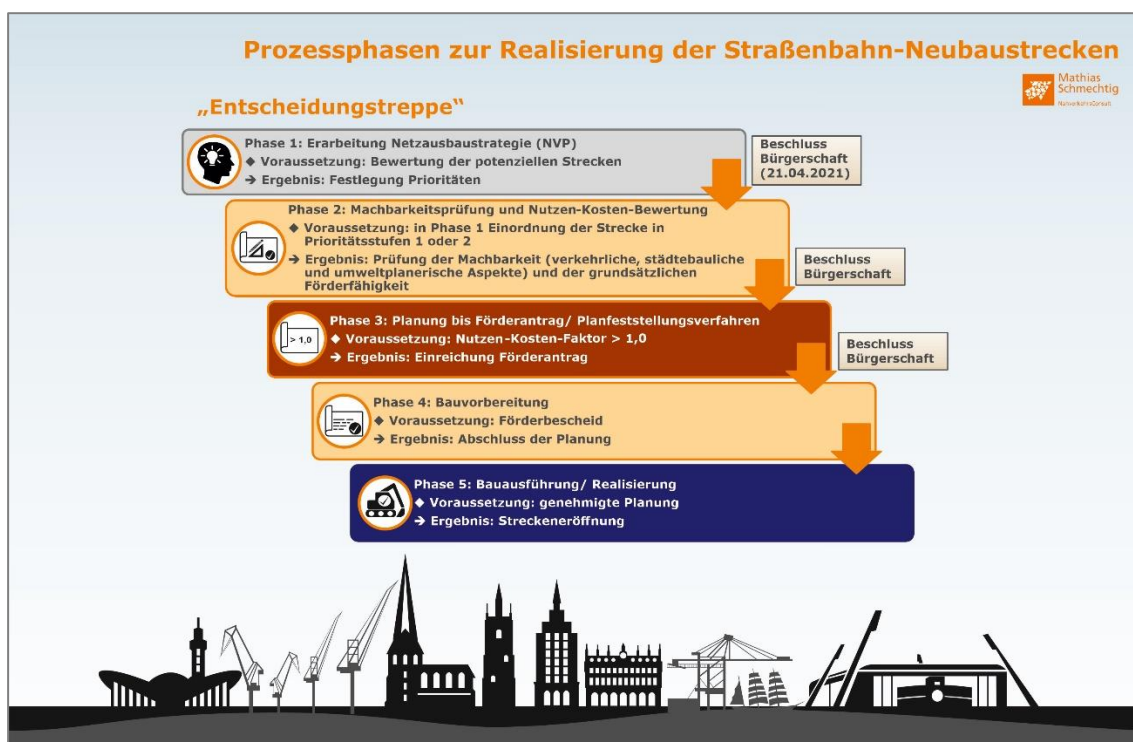 Prozessphasen zur Realisierung der Straßenbahn-Neubaustrecken
Mathias
Schmechtig
NahverkehrsConsult
„Entscheidungstreppe“
Phase 1: Erarbeitung Netzausbaustrategie (NVP)
◆ Voraussetzung: Bewertung der potenziellen Strecken
→ Ergebnis: Festlegung Prioritäten
Beschluss
Bürgerschaft
(21.04.2021)
Phase 2: Machbarkeitsprüfung und Nutzen-Kosten-Bewertung
◆ Voraussetzung: in Phase 1 Einordnung der Strecke in
Prioritätsstufen 1 oder 2
→ Ergebnis: Prüfung der Machbarkeit (verkehrliche, städtebauliche
und umweltplanerische Aspekte) und der grundsätzlichen
Förderfähigkeit
Beschluss
Bürgerschaft
> 1,0
Phase 3: Planung bis Förderantrag/ Planfeststellungsverfahren
◆ Voraussetzung: Nutzen-Kosten-Faktor > 1,0
→ Ergebnis: Einreichung Förderantrag
Beschluss
Bürgerschaft
Phase 4: Bauvorbereitung
◆ Voraussetzung: Förderbescheid
→ Ergebnis: Abschluss der Planung
Phase 5: Bauausführung/ Realisierung
◆ Voraussetzung: genehmigte Planung
→ Ergebnis: Streckeneröffnung